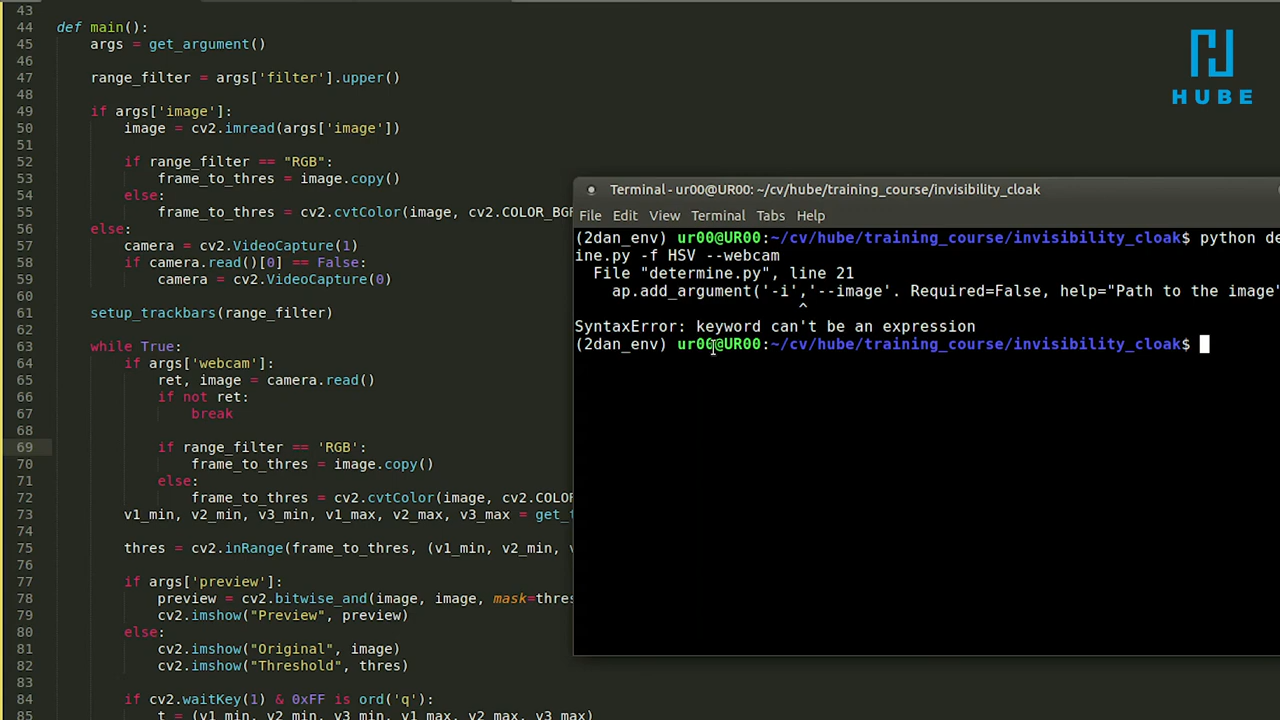 43
44 def main():
45 args = get_argument()
46
47 range_filter = args['filter'].upper()
48
49 if args['image']:
50 image = cv2.imread(args['image'])
51
52 if range_filter == "RGB":
53 frame_to_thres = image.copy()
54 else:
55 frame_to_thres = cv2.cvtColor(image, cv2.COLOR_BGR
56 else:
57 camera = cv2.VideoCapture(1)
58 if camera.read()[0] == False:
59 camera = cv2.VideoCapture(0)
60
61 setup_trackbars(range_filter)
62
63 while True:
64 if args['webcam']:
65 ret, image = camera.read()
66 if not ret:
67 break
68
69 if range_filter == 'RGB':
70 frame_to_thres = image.copy()
71 else:
72 frame_to_thres = cv2.cvtColor(image, cv2.COLO
73 v1_min, v2_min, v3_min, v1_max, v2_max, v3_max = get_
74
75 thres = cv2.inRange(frame_to_thres, (v1_min, v2_min,
76
77 if args['preview']:
78 preview = cv2.bitwise_and(image, image, mask=thres
79 cv2.imshow("Preview", preview)
80 else:
81 cv2.imshow("Original", image)
82 cv2.imshow("Threshold", thres)
83
84 if cv2.waitKey(1) & 0xFF is ord('q'):
85 t = (v1_min, v2_min, v3_min, v1_max, v2_max, v3_max)
HUBE
Terminal - ur00@UR00: ~/cv/hube/training_course/invisibility_cloak
File Edit View Terminal Tabs Help
(2dan_env) ur00@UR00:~/cv/hube/training_course/invisibility_cloak$ python de
ine.py -f HSV --webcam
File "determine.py", line 21
ap.add_argument('-i','--image'. Required=False, help="Path to the image"
^
SyntaxError: keyword can't be an expression
(2dan_env) ur00@UR00:~/cv/hube/training_course/invisibility_cloak$